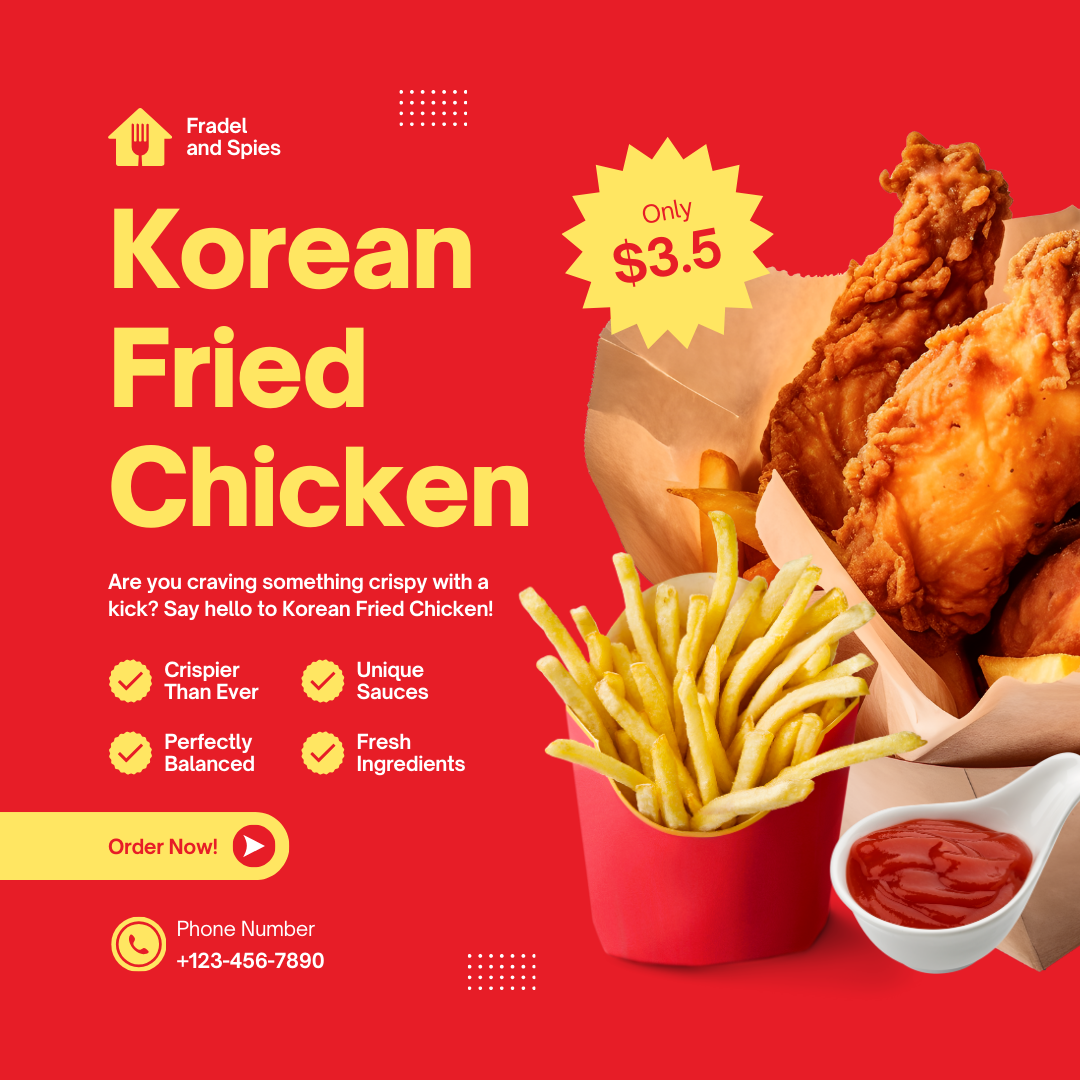 Fradel
and Spies
Only
$3.5
Korean
Fried
Chicken
Are you craving something crispy with a
kick? Say hello to Korean Fried Chicken!
Crispier
Than Ever
Unique
Sauces
Perfectly
Balanced
Fresh
Ingredients
Order Now!
Phone Number
+123-456-7890